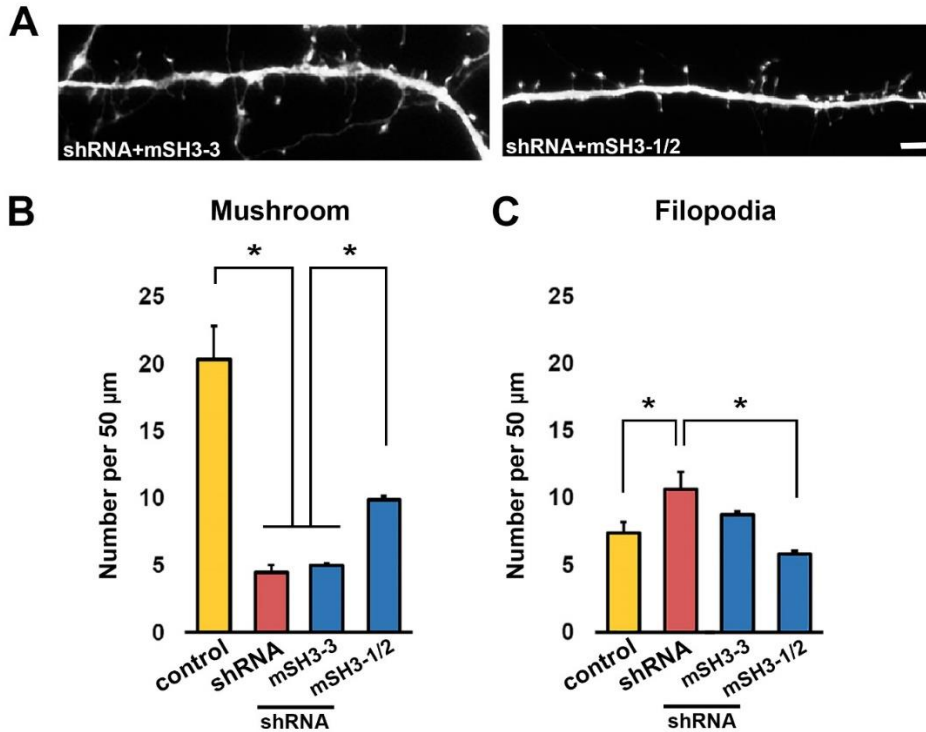 A
shRNA+mSH3-3
shRNA+mSH3-1/2
B
Mushroom
* *
Number per 50 µm
25
20
15
10
5
0
control
shRNA
mSH3-3
mSH3-1/2
shRNA
C
Filopodia
* *
Number per 50 µm
25
20
15
10
5
0
control
shRNA
mSH3-3
mSH3-1/2
shRNA